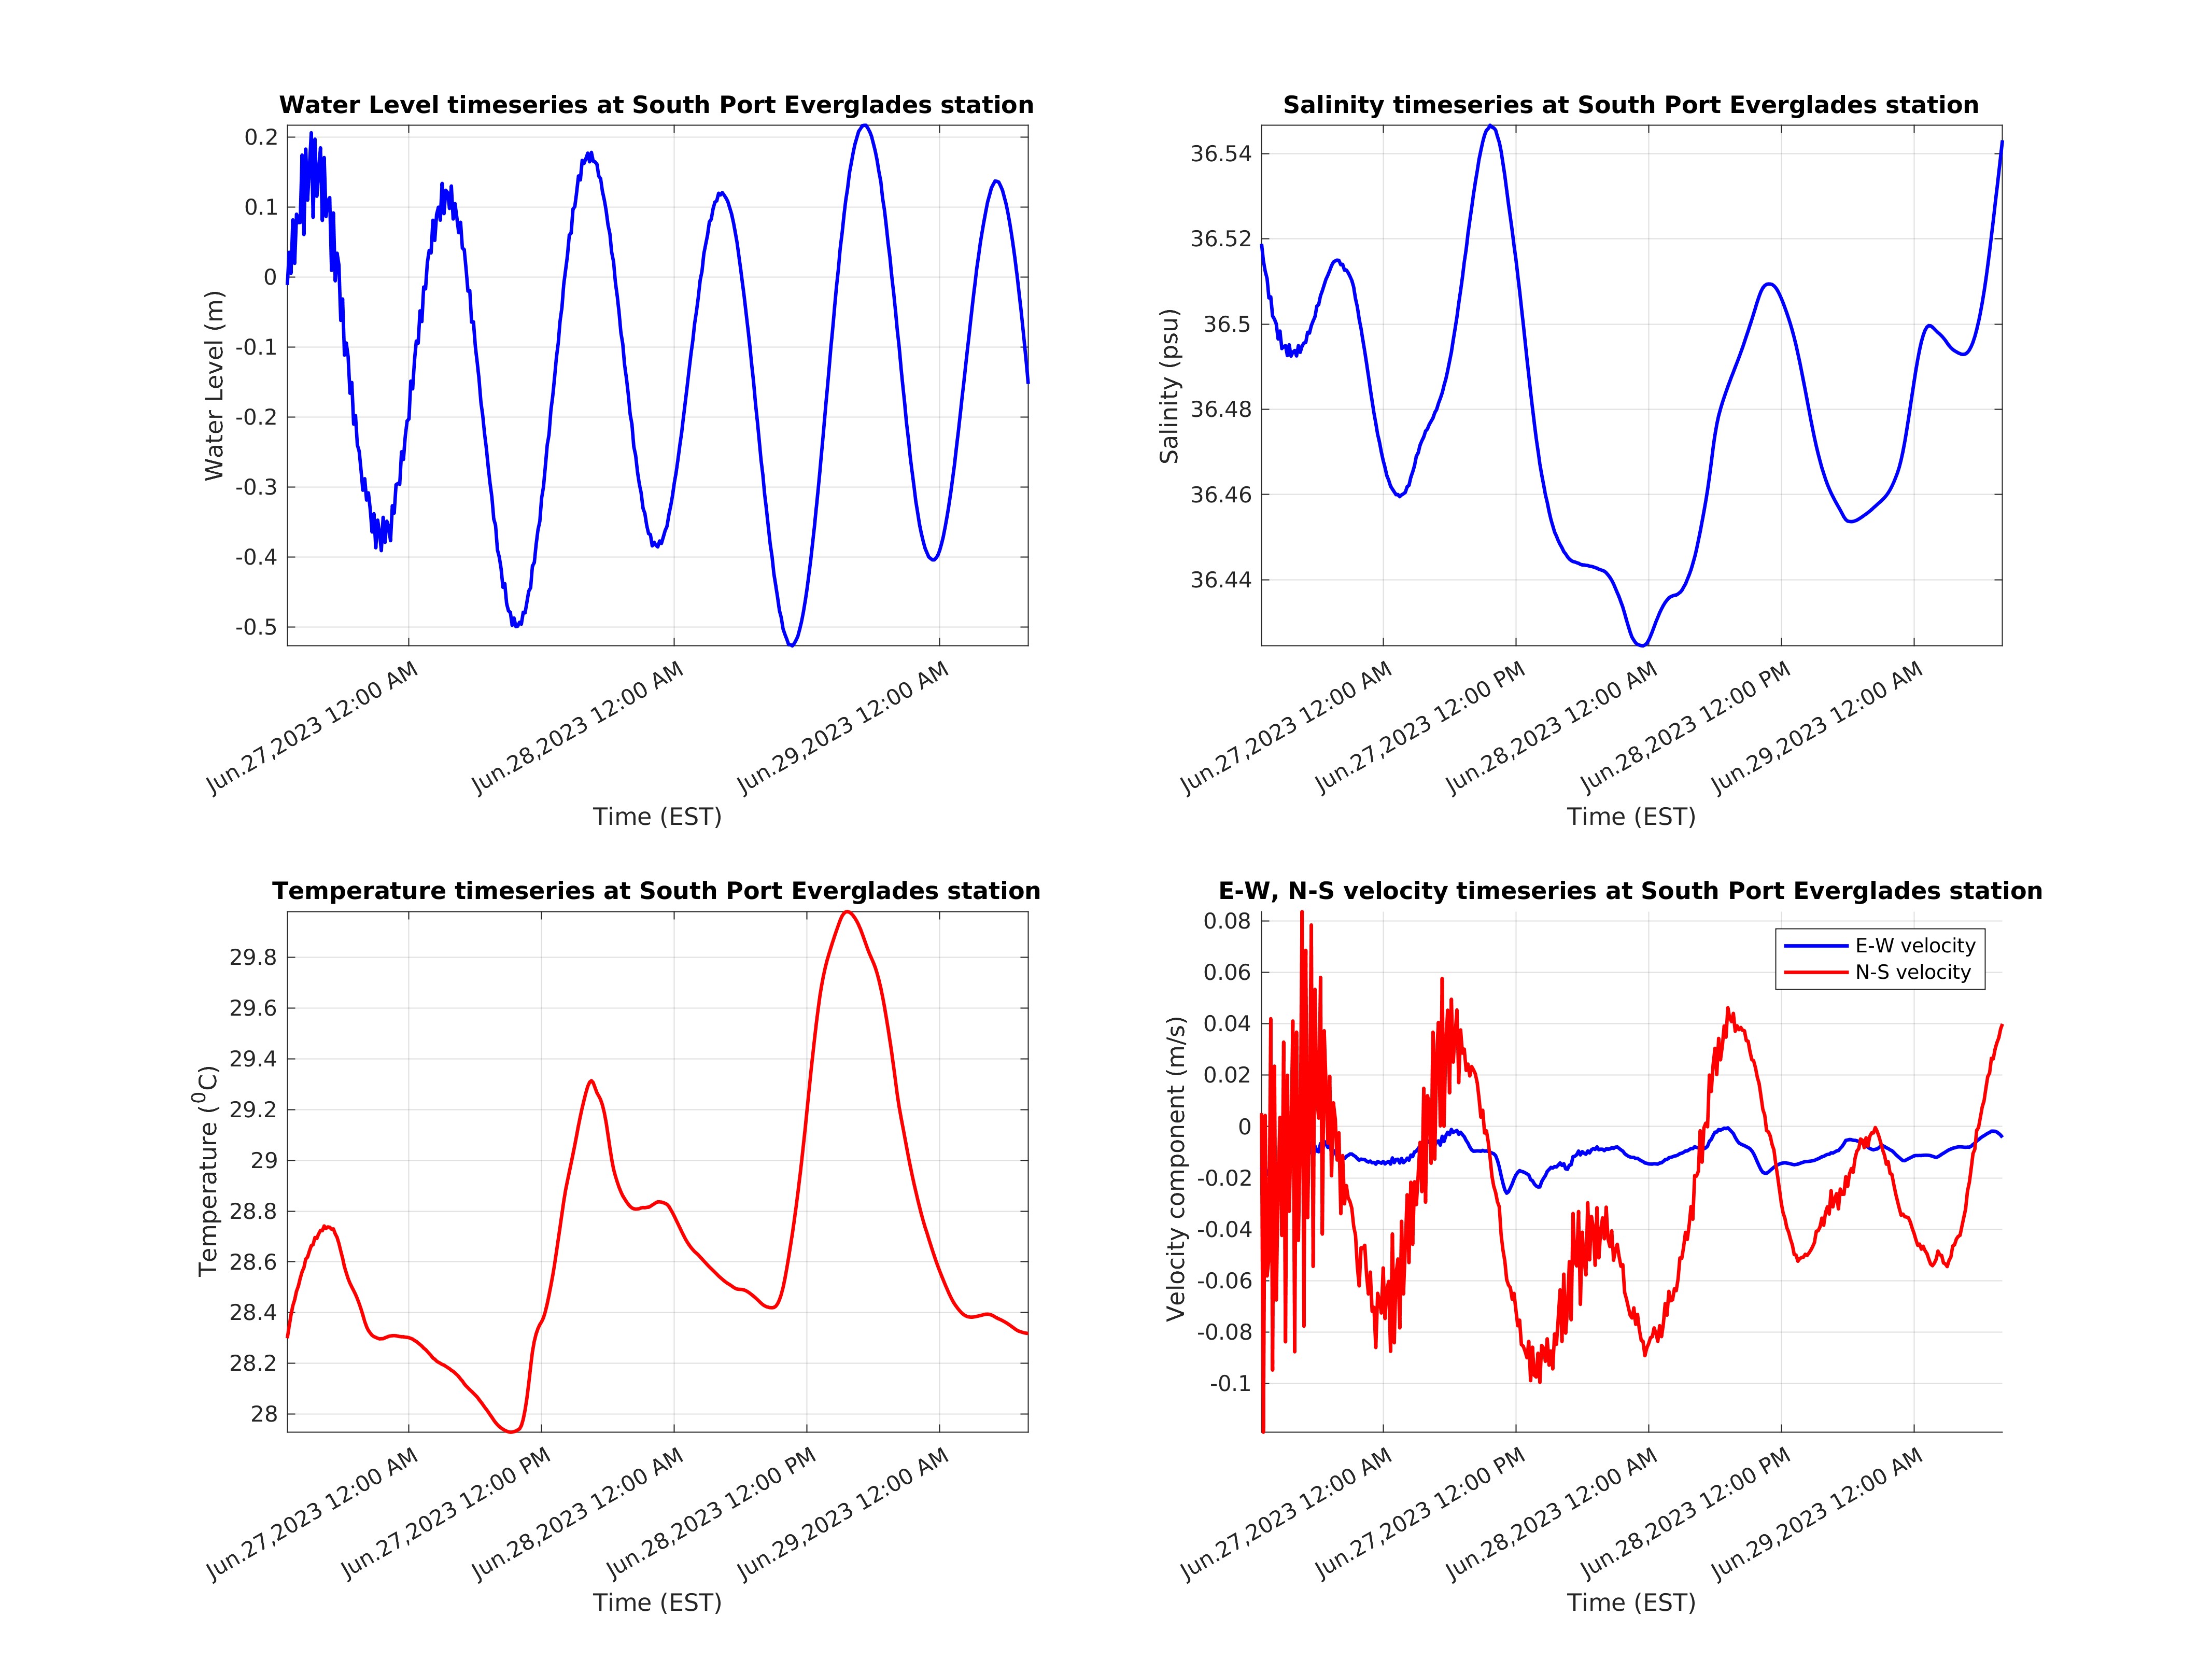 Water Level timeseries at South Port Everglades station
0.2
0.1
0
-0.1
-0.2
-0.3
-0.4
-0.5
Water Level (m)
Jun.27,2023 12:00 AM
Jun.28,2023 12:00 AM
Jun.29,2023 12:00 AM
Time (EST)
Salinity timeseries at South Port Everglades station
36.54
36.52
36.5
36.48
36.46
36.44
Salinity (psu)
Jun.27,2023 12:00 AM
Jun.27,2023 12:00 PM
Jun.28,2023 12:00 AM
Jun.28,2023 12:00 PM
Jun.29,2023 12:00 AM
Time (EST)
Temperature timeseries at South Port Everglades station
29.8
29.6
29.4
29.2
29
28.8
28.6
28.4
28.2
28
Temperature (⁰C)
Jun.27,2023 12:00 AM
Jun.27,2023 12:00 PM
Jun.28,2023 12:00 AM
Jun.28,2023 12:00 PM
Jun.29,2023 12:00 AM
Time (EST)
E-W, N-S velocity timeseries at South Port Everglades station
0.08
0.06
0.04
0.02
0
-0.02
-0.04
-0.06
-0.08
-0.1
Velocity component (m/s)
E-W velocity
N-S velocity
Jun.27,2023 12:00 AM
Jun.27,2023 12:00 PM
Jun.28,2023 12:00 AM
Jun.28,2023 12:00 PM
Jun.29,2023 12:00 AM
Time (EST)